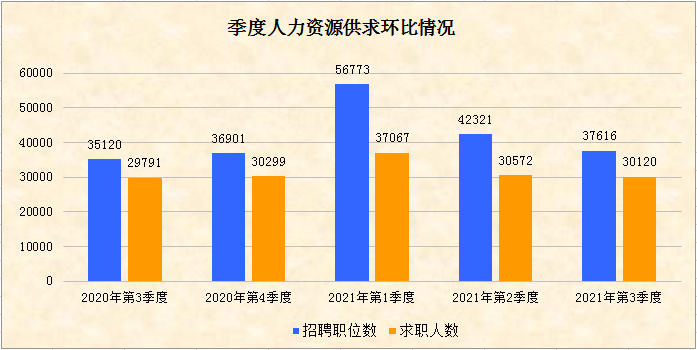 季度人力资源供求环比情况
60000
50000
40000
30000
20000
10000
0
35120
29791
36901
30299
56773
37067
42321
30572
37616
30120
2020年第3季度
2020年第4季度
2021年第1季度
2021年第2季度
2021年第3季度
招聘职位数
求职人数